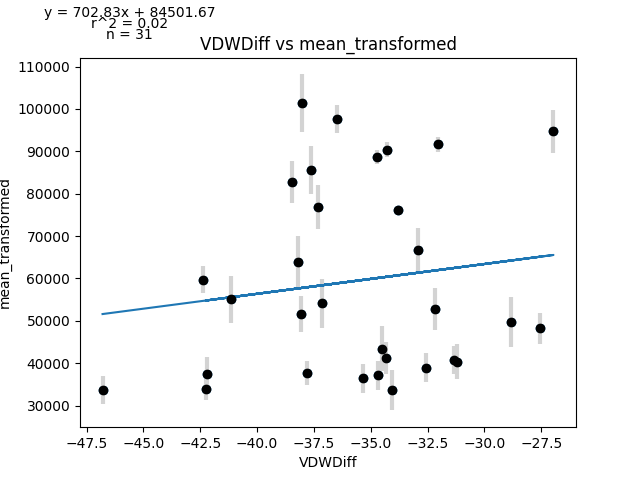 y = 702.83x + 84501.67
r^2 = 0.02
n = 31
VDWDiff vs mean_transformed
110000
100000
90000
80000
70000
60000
50000
40000
30000
mean_transformed
−47.5 −45.0 −42.5 −40.0 −37.5 −35.0 −32.5 −30.0 −27.5
VDWDiff